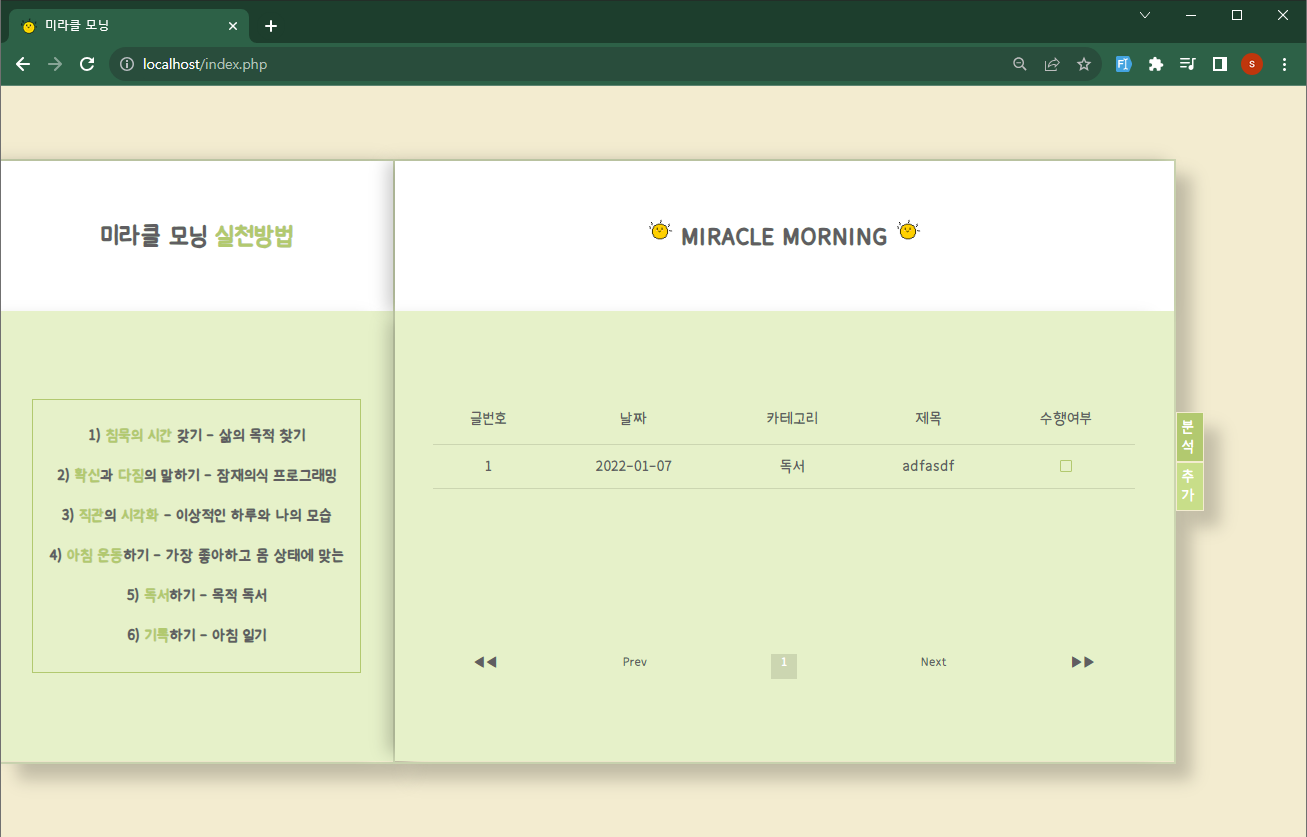 미라클 모닝
localhost/index.php
FI
s
미라클 모닝 실천방법
1) 침묵의 시간 갖기 - 삶의 목적 찾기
2) 확신과 다짐의 말하기 - 잠재의식 프로그래밍
3) 직관의 시각화 - 이상적인 하루와 나의 모습
4) 아침 운동하기 - 가장 좋아하고 몸 상태에 맞는
5) 독서하기 - 목적 독서
6) 기록하기 - 아침 일기
MIRACLE MORNING
글번호 날짜 카테고리 제목 수행여부
1 2022-01-07 독서 adfasdf
◀◀ Prev 1 Next ▶▶
분
석
추
가